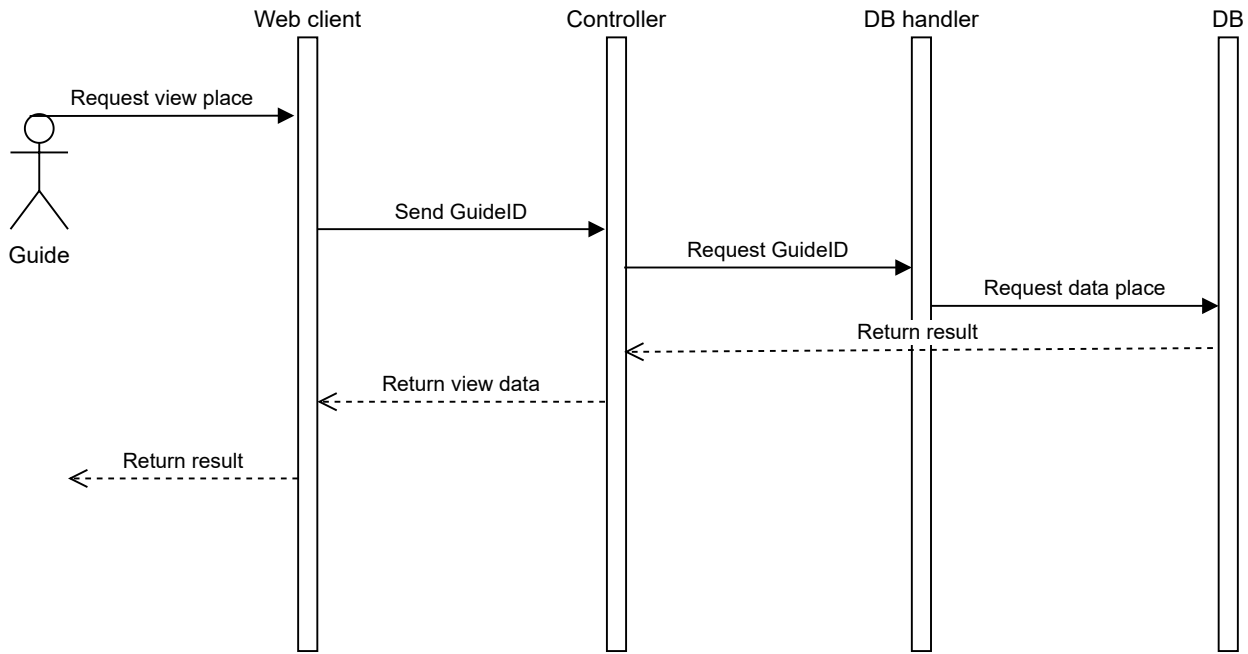 Web client
Controller
DB handler
DB
Request view place
Guide
Send GuideID
Request GuideID
Request data place
Return result
Return view data
Return result